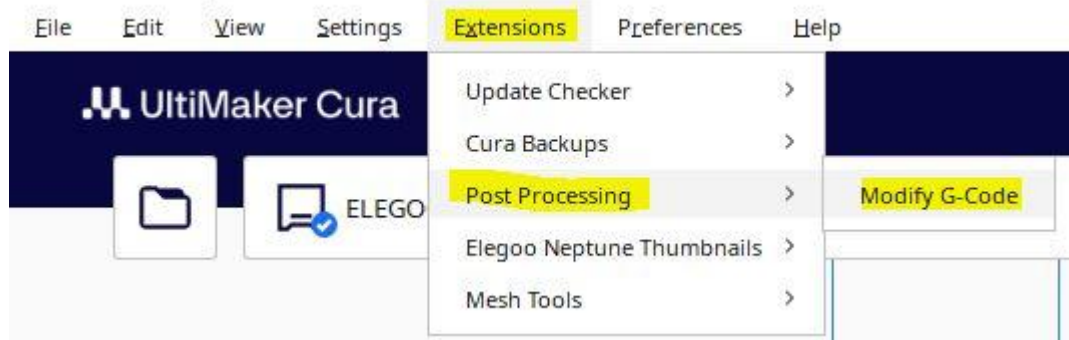 File Edit View Settings Extensions Preferences Help
UltiMaker Cura
Update Checker
Cura Backups
Post Processing
Modify G-Code
ELEGO
Elegoo Neptune Thumbnails
Mesh Tools